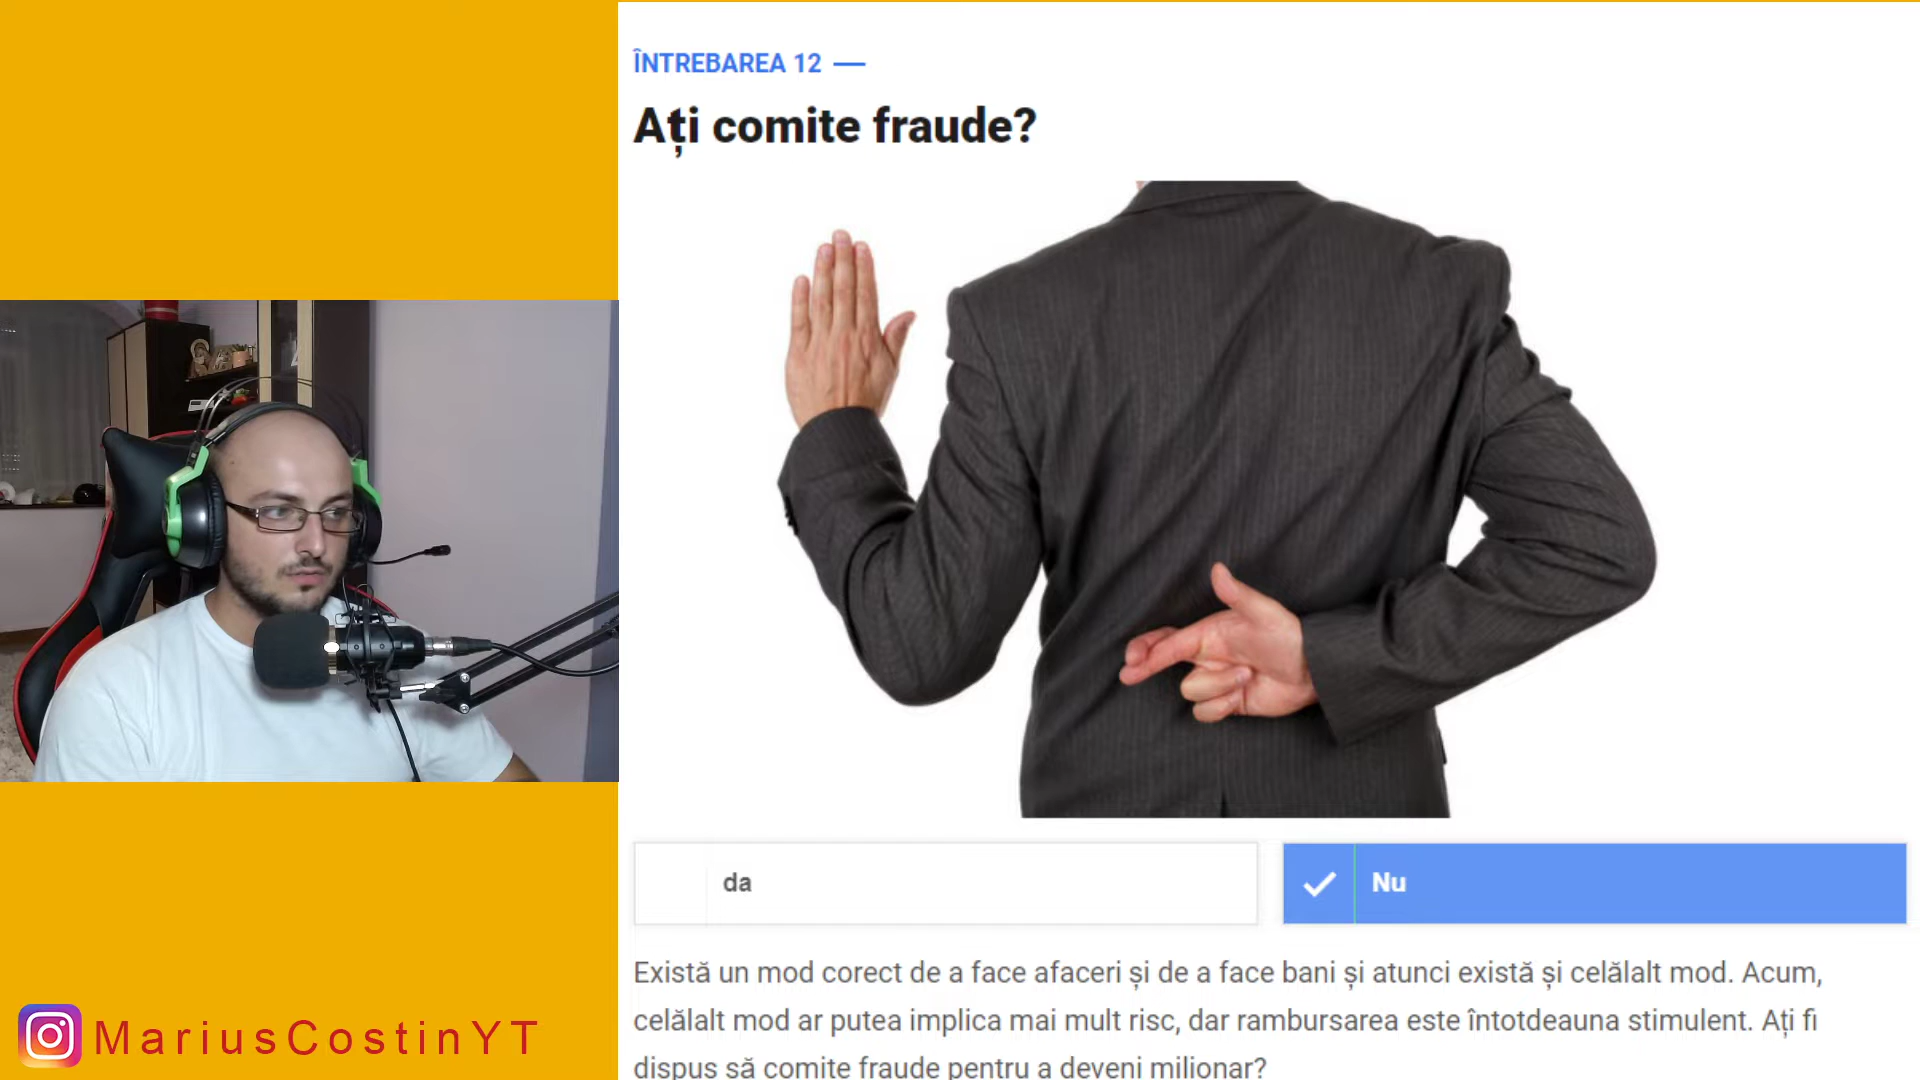 ÎNTREBAREA 12
Ați comite fraude?
da
Nu
Există un mod corect de a face afaceri și de a face bani și atunci există și celălalt mod. Acum,
celălalt mod ar putea implica mai mult risc, dar rambursarea este întotdeauna stimulent. Ați fi
dispus să comite fraude pentru a deveni milionar?
MariusCostinYT